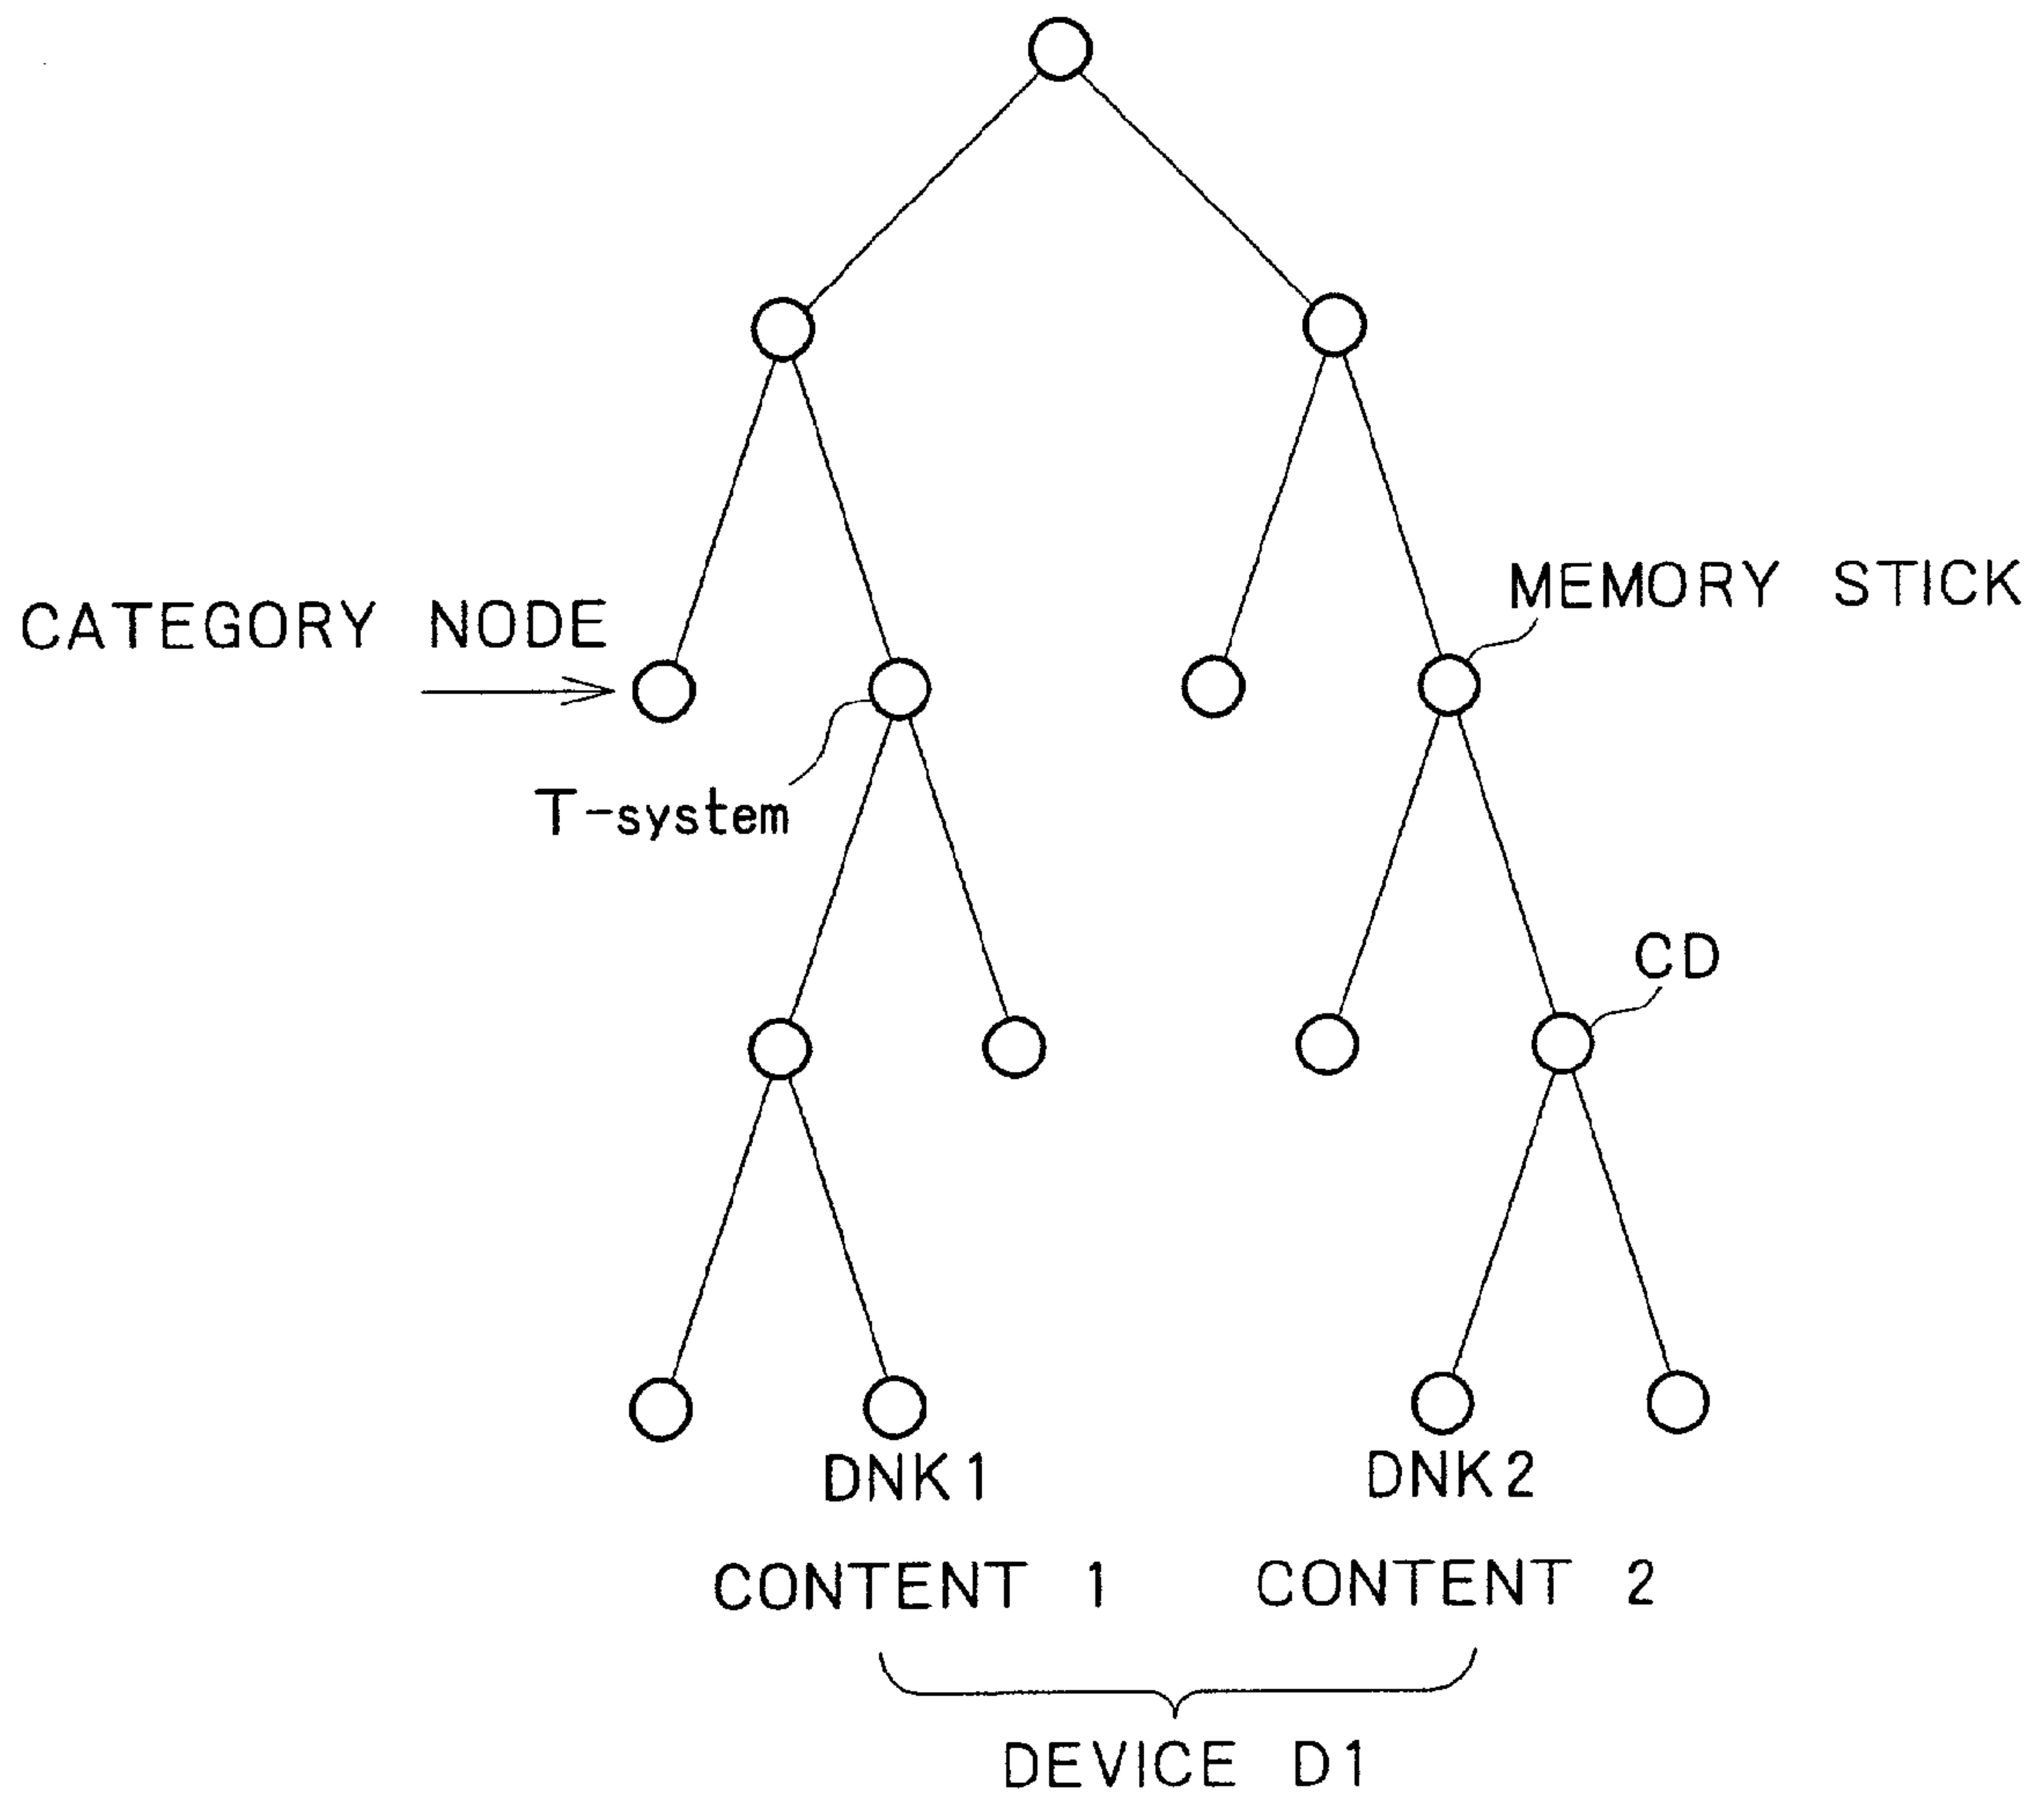 MEMORY STICK
CATEGORY NODE
T-system
CD
DNK1
DNK2
CONTENT 1
CONTENT 2
DEVICE D1